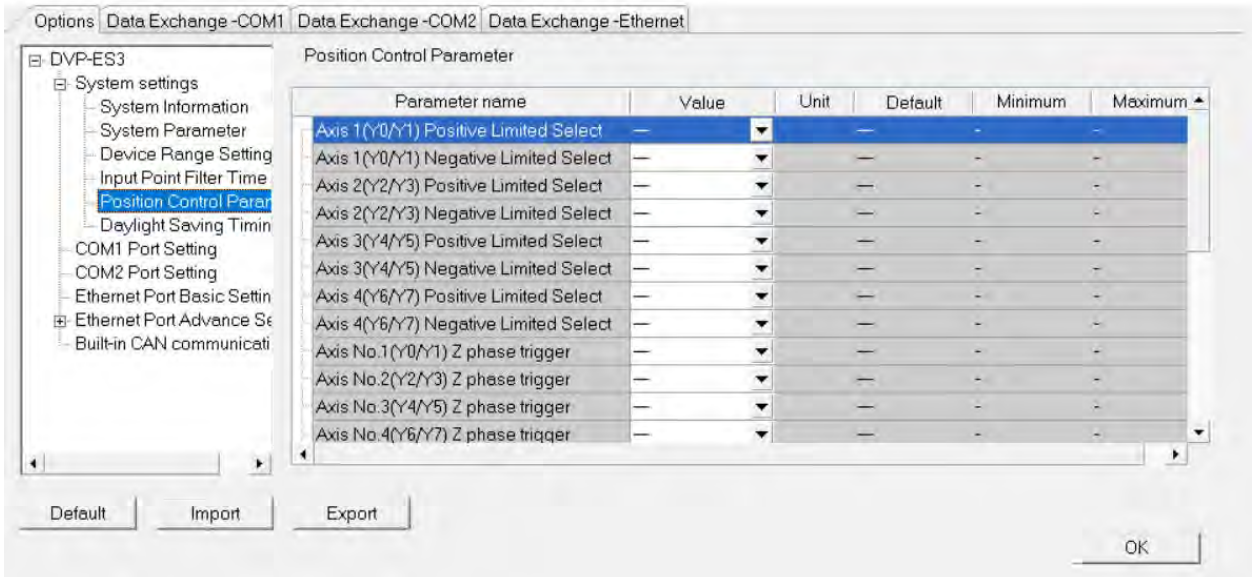 Options Data Exchange -COM1 Data Exchange -COM2 Data Exchange -Ethernet
DVP-ES3
System settings
System Information
System Parameter
Device Range Setting
Input Point Filter Time
Position Control Parar
Daylight Saving Timin
COM1 Port Setting
COM2 Port Setting
Ethernet Port Basic Settin
Ethernet Port Advance Se
Built-in CAN communicati
Position Control Parameter
Parameter name Value Unit Default Minimum Maximum
Axis 1(Y0/Y1) Positive Limited Select — — - -
Axis 1(Y0/Y1) Negative Limited Select — — - -
Axis 2(Y2/Y3) Positive Limited Select — — - -
Axis 2(Y2/Y3) Negative Limited Select — — - -
Axis 3(Y4/Y5) Positive Limited Select — — - -
Axis 3(Y4/Y5) Negative Limited Select — — - -
Axis 4(Y6/Y7) Positive Limited Select — — - -
Axis 4(Y6/Y7) Negative Limited Select — — - -
Axis No.1(Y0/Y1) Z phase trigger — — - -
Axis No.2(Y2/Y3) Z phase trigger — — - -
Axis No.3(Y4/Y5) Z phase trigger — — - -
Axis No.4(Y6/Y7) Z phase trigger — — - -
Default Import Export
OK